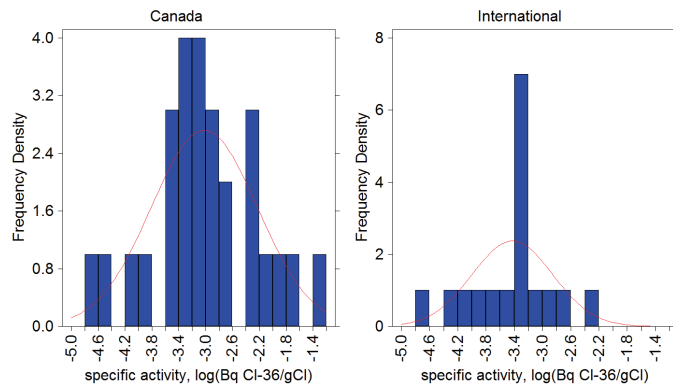 Canada
International
Frequency Density
4.0
3.2
2.4
1.6
0.8
0.0
-5.0 -4.6 -4.2 -3.8 -3.4 -3.0 -2.6 -2.2 -1.8 -1.4
specific activity, log(Bq Cl-36/gCl)
Frequency Density
8
6
4
2
0
-5.0 -4.6 -4.2 -3.8 -3.4 -3.0 -2.6 -2.2 -1.8 -1.4
specific activity, log(Bq Cl-36/gCl)